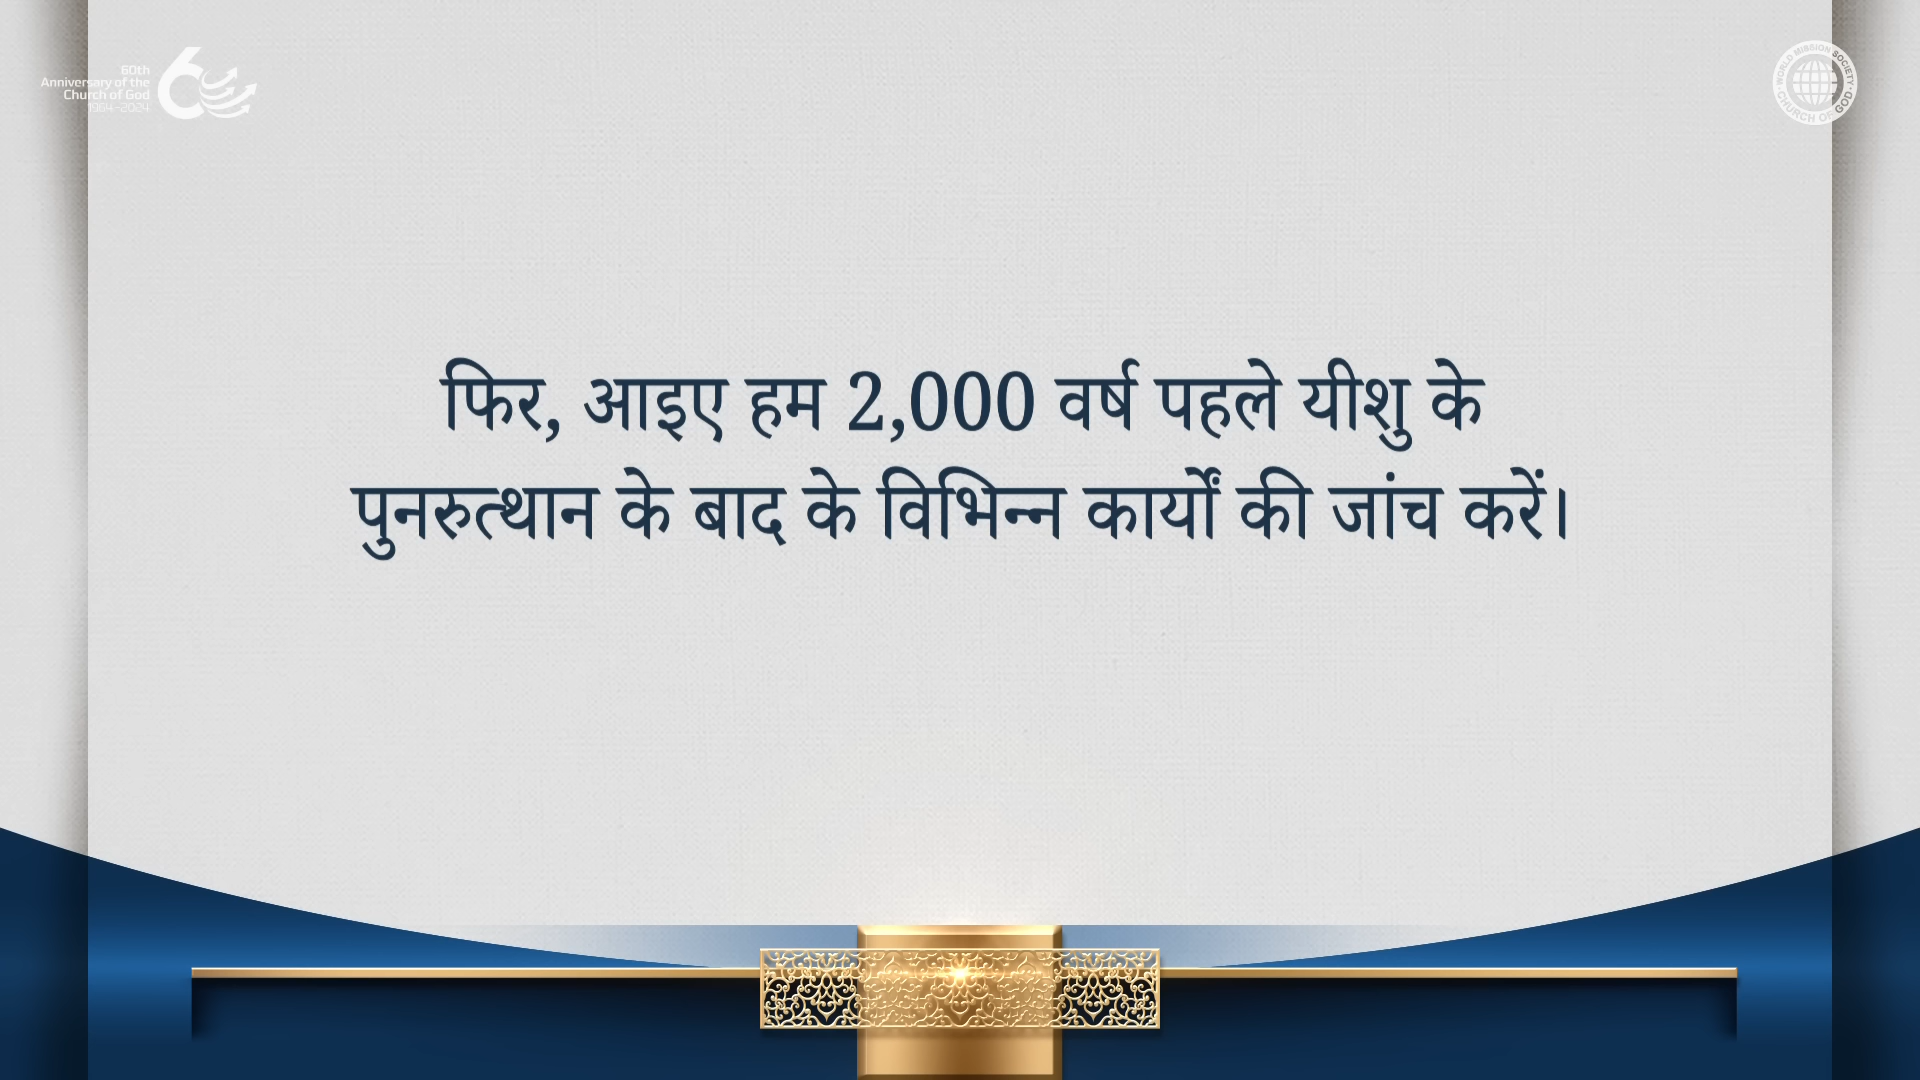 60th
Anniversary of the
Church of God
1964–2024
WORLD MISSION SOCIETY
CHURCH OF GOD
फिर, आइए हम 2,000 वर्ष पहले यीशु के
पुनरुत्थान के बाद के विभिन्न कार्यों की जांच करें।